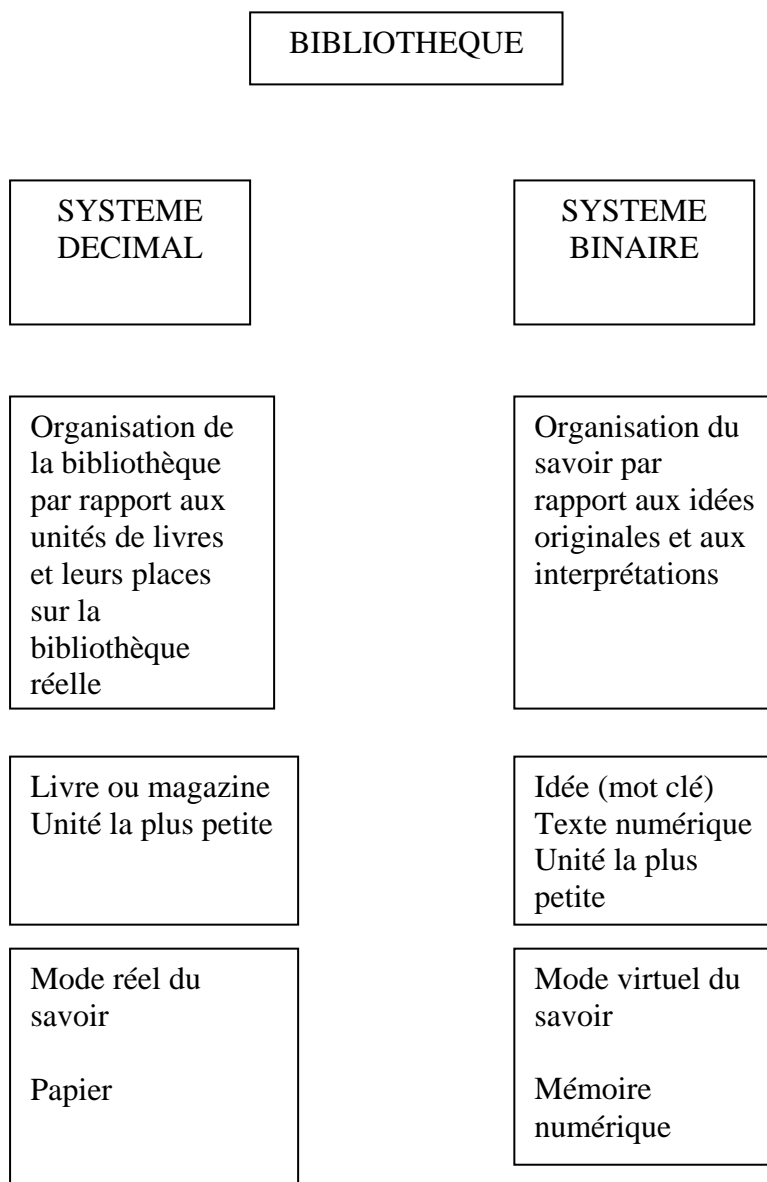 BIBLIOTHEQUE
SYSTEME
DECIMAL
SYSTEME
BINAIRE
Organisation de
la bibliothèque
par rapport aux
unités de livres
et leurs places
sur la
bibliothèque
réelle
Organisation du
savoir par
rapport aux idées
originales et aux
interprétations
Livre ou magazine
Unité la plus petite
Idée (mot clé)
Texte numérique
Unité la plus
petite
Mode réel du
savoir
Papier
Mode virtuel du
savoir
Mémoire
numérique